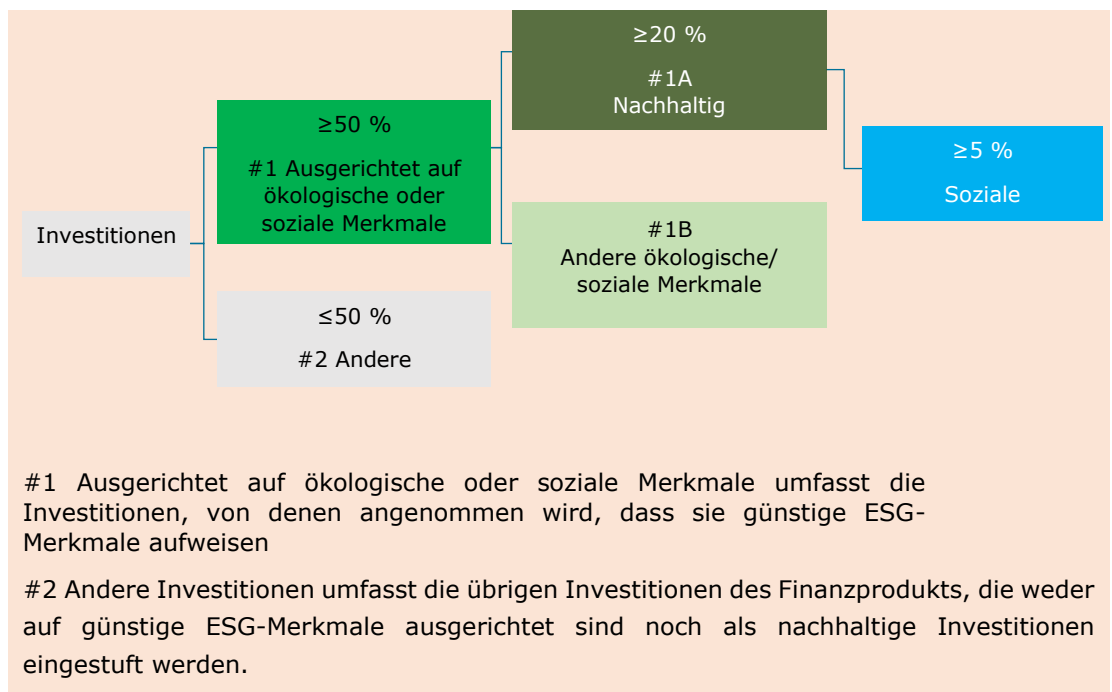 ≥20 %
#1A
Nachhaltig
≥50 %
#1 Ausgerichtet auf
ökologische oder
soziale Merkmale
≥5 %
Soziale
Investitionen
#1B
Andere ökologische/
soziale Merkmale
≤50 %
#2 Andere
#1 Ausgerichtet auf ökologische oder soziale Merkmale umfasst die
Investitionen, von denen angenommen wird, dass sie günstige ESG-
Merkmale aufweisen
#2 Andere Investitionen umfasst die übrigen Investitionen des Finanzprodukts, die weder
auf günstige ESG-Merkmale ausgerichtet sind noch als nachhaltige Investitionen
eingestuft werden.